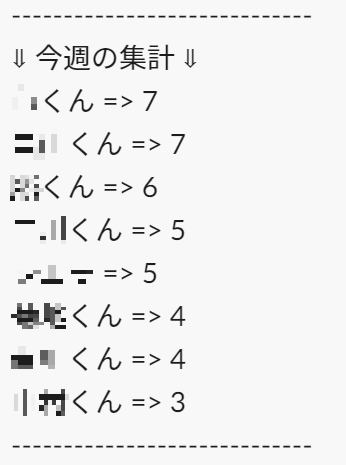 ------------------------------
⇓ 今週の集計 ⇓
くん => 7
くん => 7
くん => 6
くん => 5
=> 5
くん => 4
くん => 4
くん => 3
------------------------------